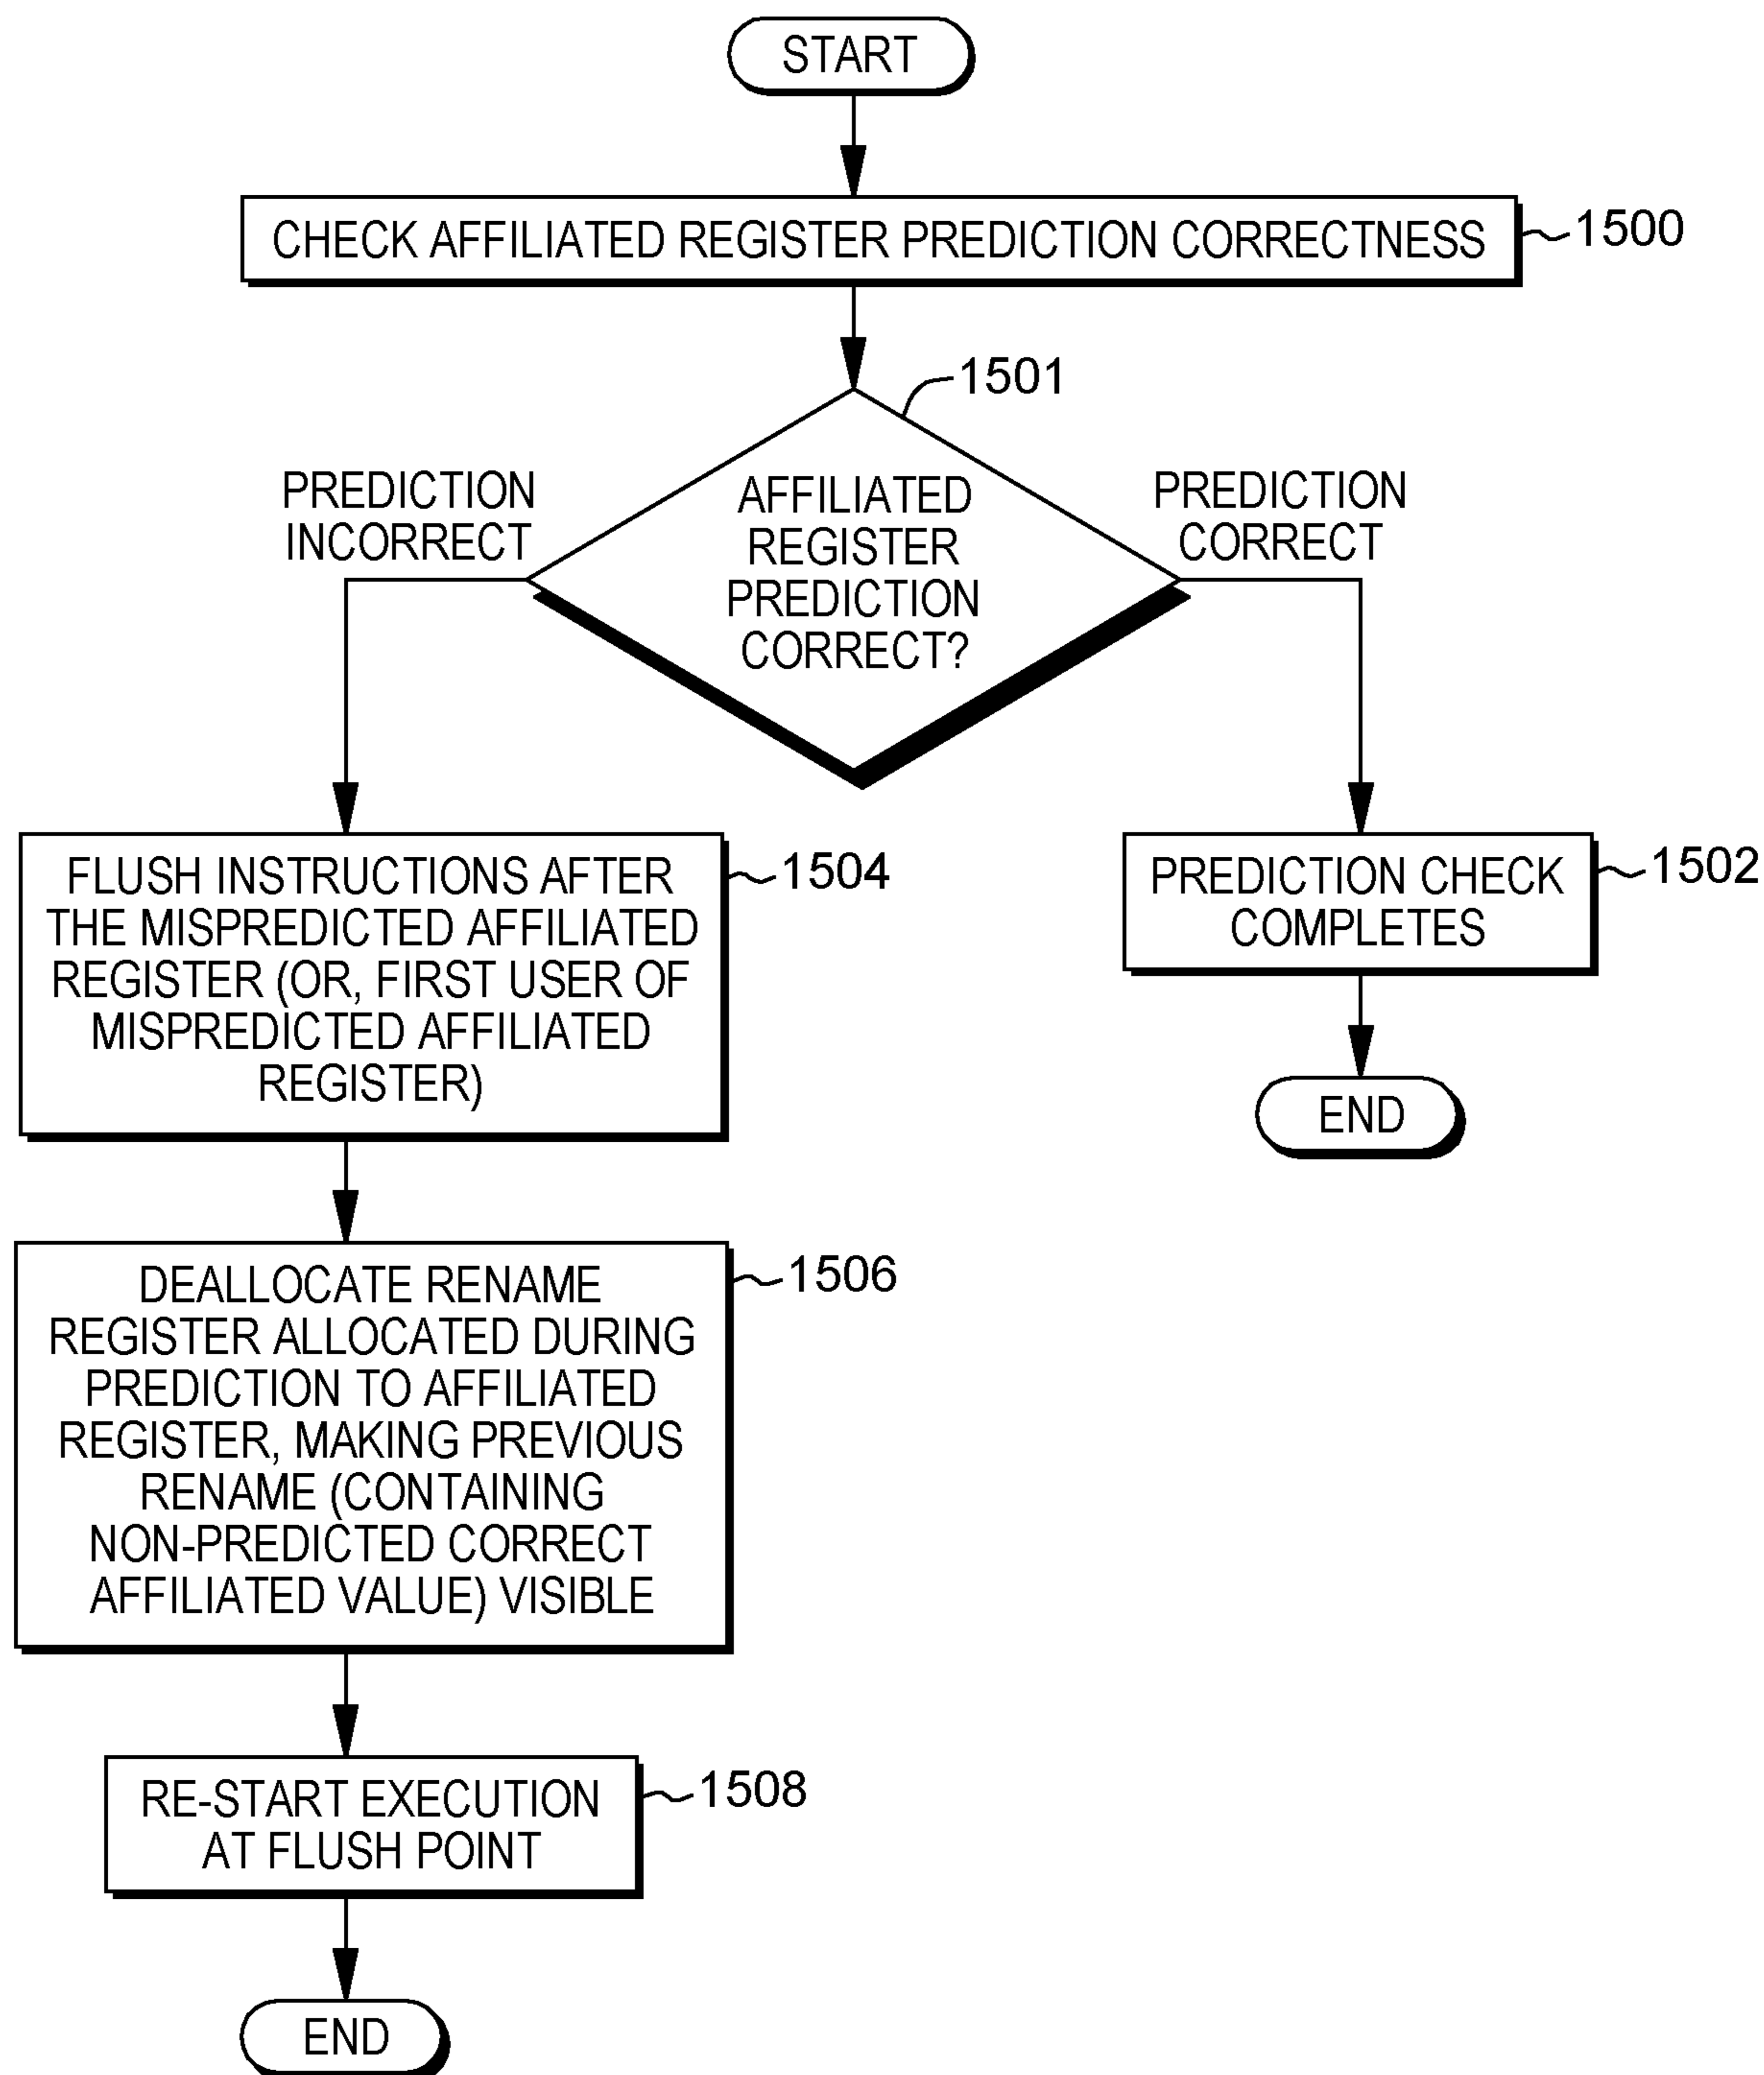 START
CHECK AFFILIATED REGISTER PREDICTION CORRECTNESS
1500
1501
PREDICTION
INCORRECT
AFFILIATED
REGISTER
PREDICTION
CORRECT?
PREDICTION
CORRECT
FLUSH INSTRUCTIONS AFTER
THE MISPREDICTED AFFILIATED
REGISTER (OR, FIRST USER OF
MISPREDICTED AFFILIATED
REGISTER)
1504
PREDICTION CHECK
COMPLETES
1502
END
DEALLOCATE RENAME
REGISTER ALLOCATED DURING
PREDICTION TO AFFILIATED
REGISTER, MAKING PREVIOUS
RENAME (CONTAINING
NON-PREDICTED CORRECT
AFFILIATED VALUE) VISIBLE
1506
RE-START EXECUTION
AT FLUSH POINT
1508
END